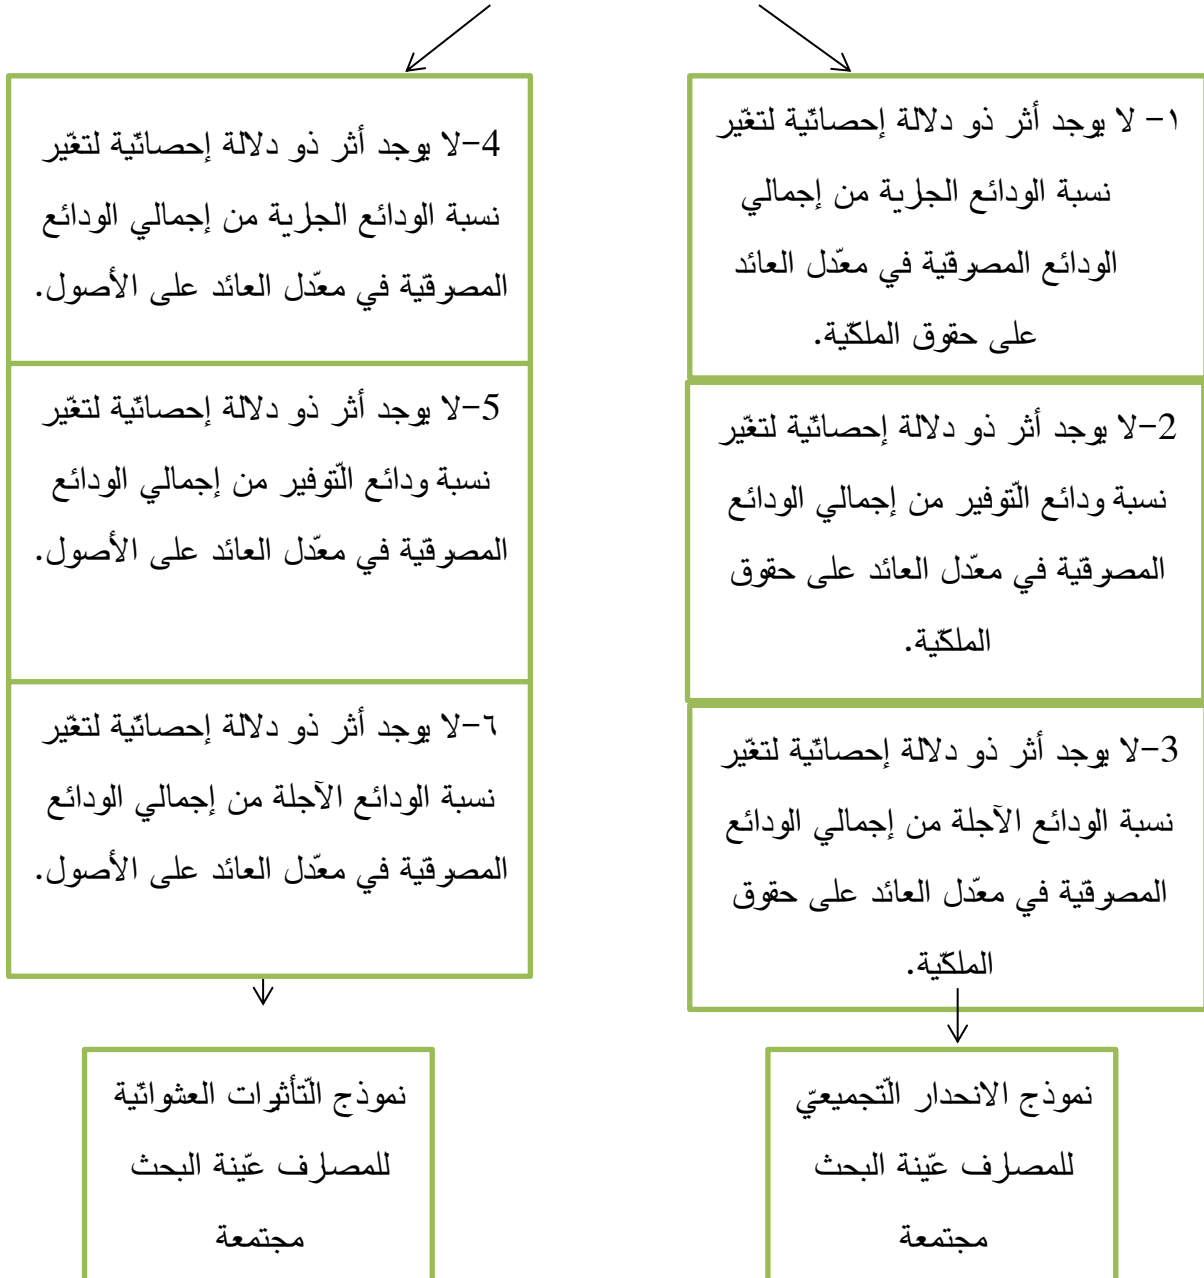 ١- لا يوجد أثر ذو دلالة إحصائيّة لتغيّر
نسبة الودائع الجارية من إجمالي
الودائع المصرفيّة في معدّل العائد
على حقوق الملكيّة.
2-لا يوجد أثر ذو دلالة إحصائيّة لتغيّر
نسبة ودائع التّوفير من إجمالي الودائع
المصرفيّة في معدّل العائد على حقوق
الملكيّة.
3-لا يوجد أثر ذو دلالة إحصائيّة لتغيّر
نسبة الودائع الآجلة من إجمالي الودائع
المصرفيّة في معدّل العائد على حقوق
الملكيّة.
نموذج الانحدار التّجميعيّ
للمصارف عيّنة البحث
مجتمعة
4-لا يوجد أثر ذو دلالة إحصائيّة لتغيّر
نسبة الودائع الجارية من إجمالي الودائع
المصرفيّة في معدّل العائد على الأصول.
5-لا يوجد أثر ذو دلالة إحصائيّة لتغيّر
نسبة ودائع التّوفير من إجمالي الودائع
المصرفيّة في معدّل العائد على الأصول.
٦-لا يوجد أثر ذو دلالة إحصائيّة لتغيّر
نسبة الودائع الآجلة من إجمالي الودائع
المصرفيّة في معدّل العائد على الأصول.
نموذج التّأثيرات العشوائيّة
للمصارف عيّنة البحث
مجتمعة